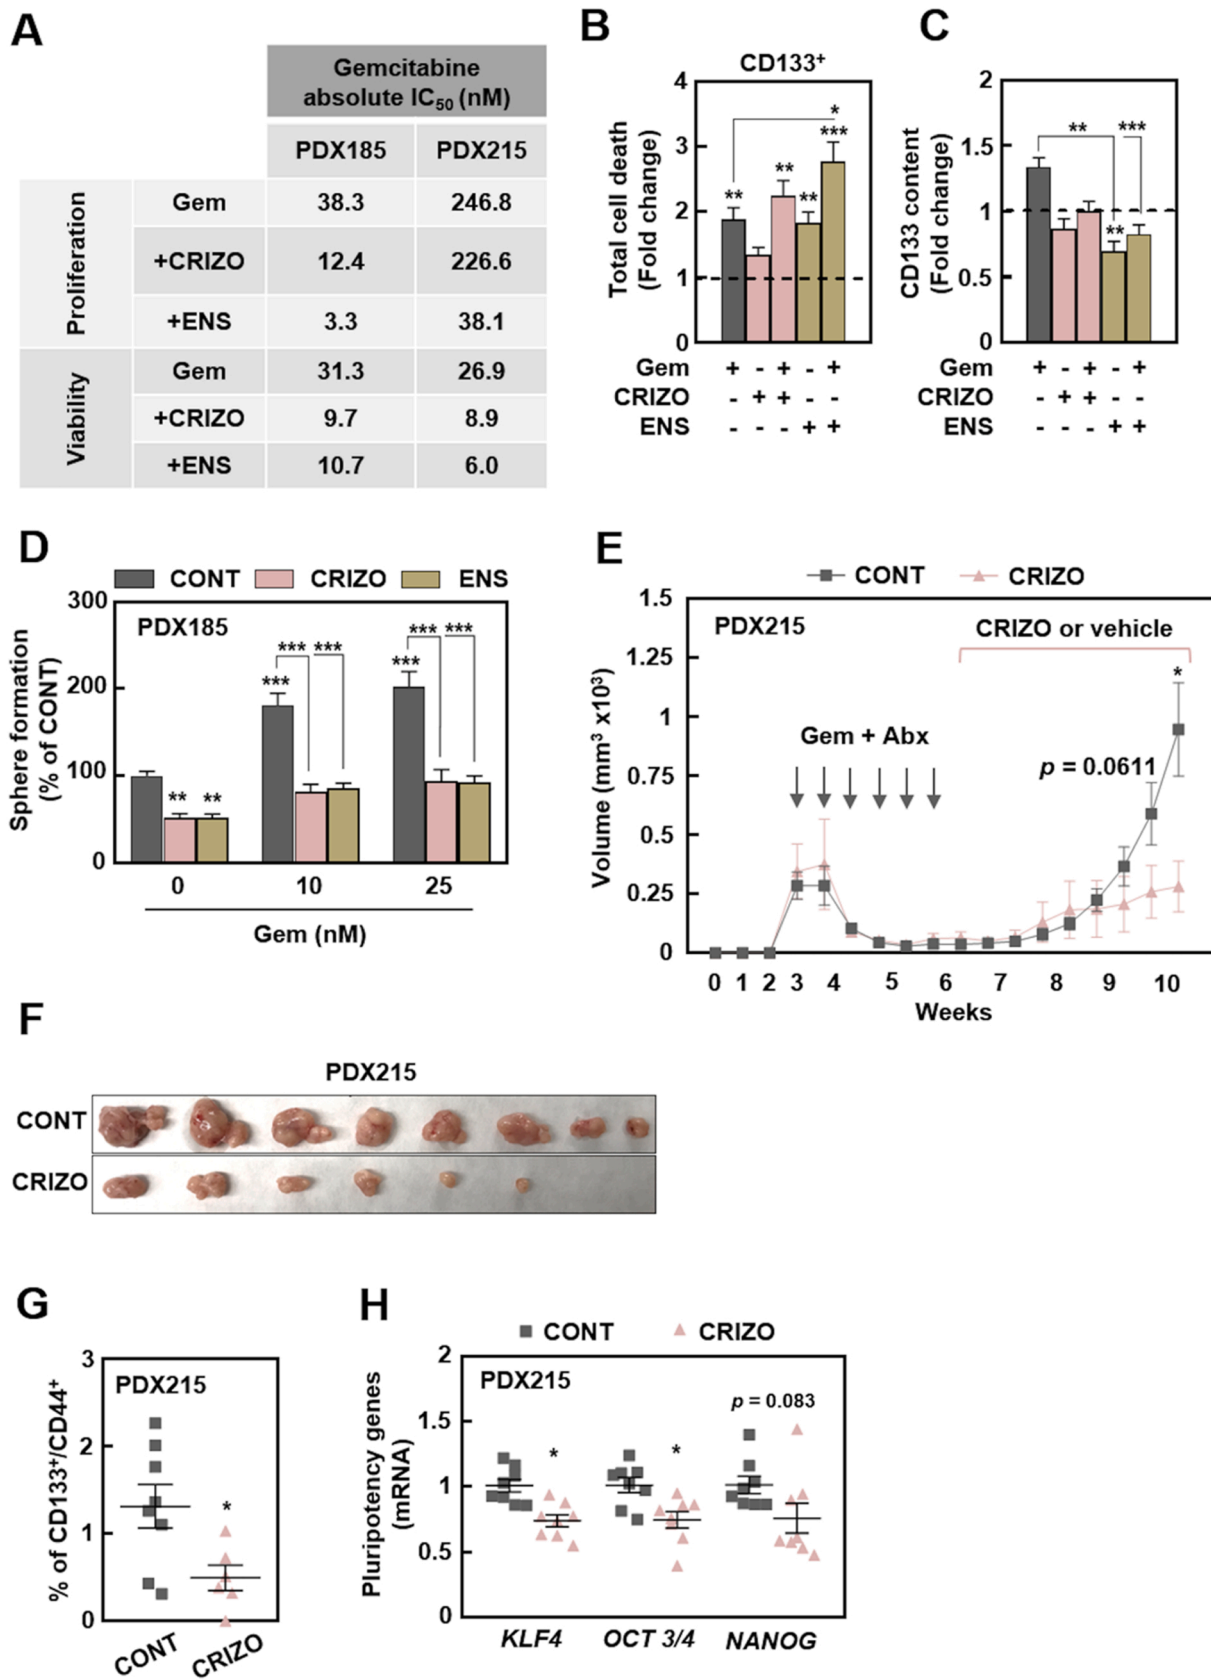 A
Gemcitabine
absolute IC50 (nM)
PDX185 PDX215
Proliferation
Gem 38.3 246.8
+CRIZO 12.4 226.6
+ENS 3.3 38.1
Viability
Gem 31.3 26.9
+CRIZO 9.7 8.9
+ENS 10.7 6.0
B
CD133+
Total cell death
(Fold change)
4
3
2
1
0
**
**
**
***
*
Gem + - + - +
CRIZO - + + - -
ENS - - - + +
C
CD133 content
(Fold change)
2
1.5
1
0.5
0
**
***
**
Gem + - + - +
CRIZO - + + - -
ENS - - - + +
D
CONT CRIZO ENS
PDX185
Sphere formation
(% of CONT)
300
200
100
0
** **
*** *** ***
*** *** ***
0 10 25
Gem (nM)
E
CONT CRIZO
PDX215
CRIZO or vehicle
Gem + Abx
*
p = 0.0611
Volume (mm3 x103)
1.5
1.25
1
0.75
0.5
0.25
0
0 1 2 3 4 5 6 7 8 9 10
Weeks
F
PDX215
CONT
CRIZO
G
PDX215
% of CD133+/CD44+
3
2
1
0
*
CONT CRIZO
H
CONT CRIZO
PDX215
p = 0.083
* *
Pluripotency genes
(mRNA)
2
1.5
1
0.5
0
KLF4 OCT 3/4 NANOG